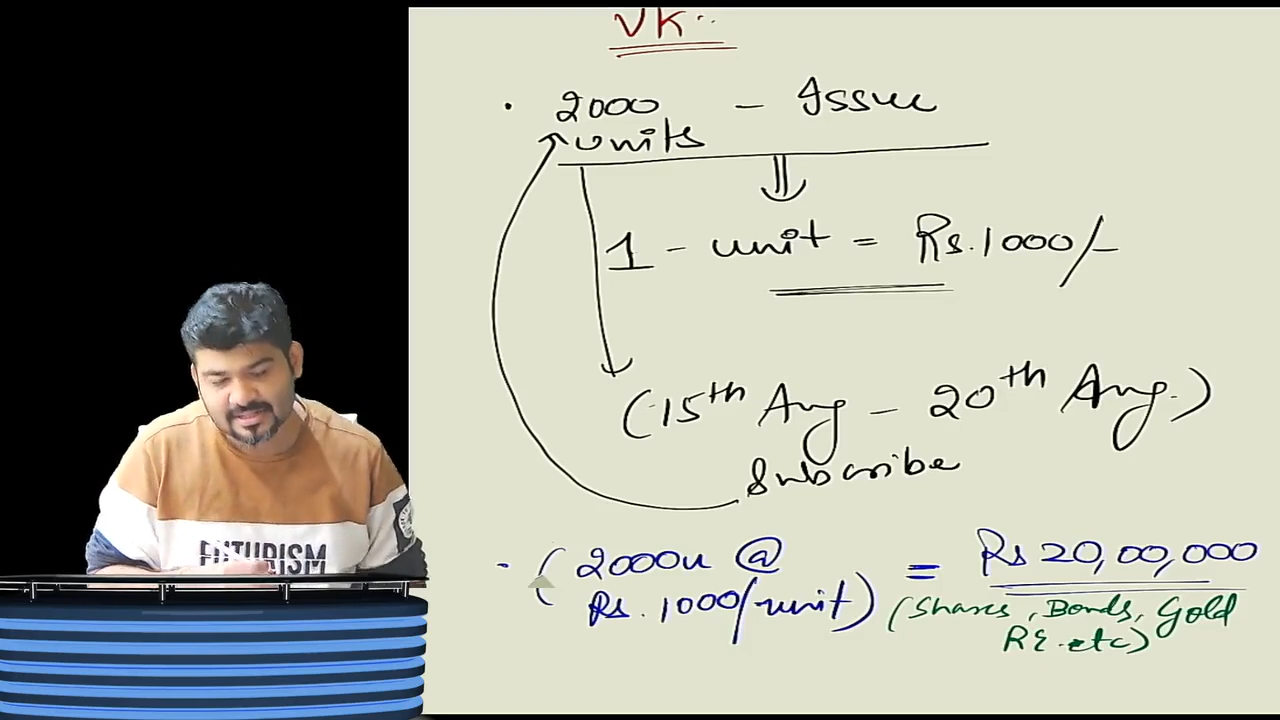 VK..
. 2000 - Issue
units
1 - unit = Rs.1000/-
(15th Aug - 20th Aug.)
Subscribe
. (2000u @ = Rs 20,00,000
Rs. 1000/unit) (Shares, Bonds, Gold
RE. etc)
FUTURISM